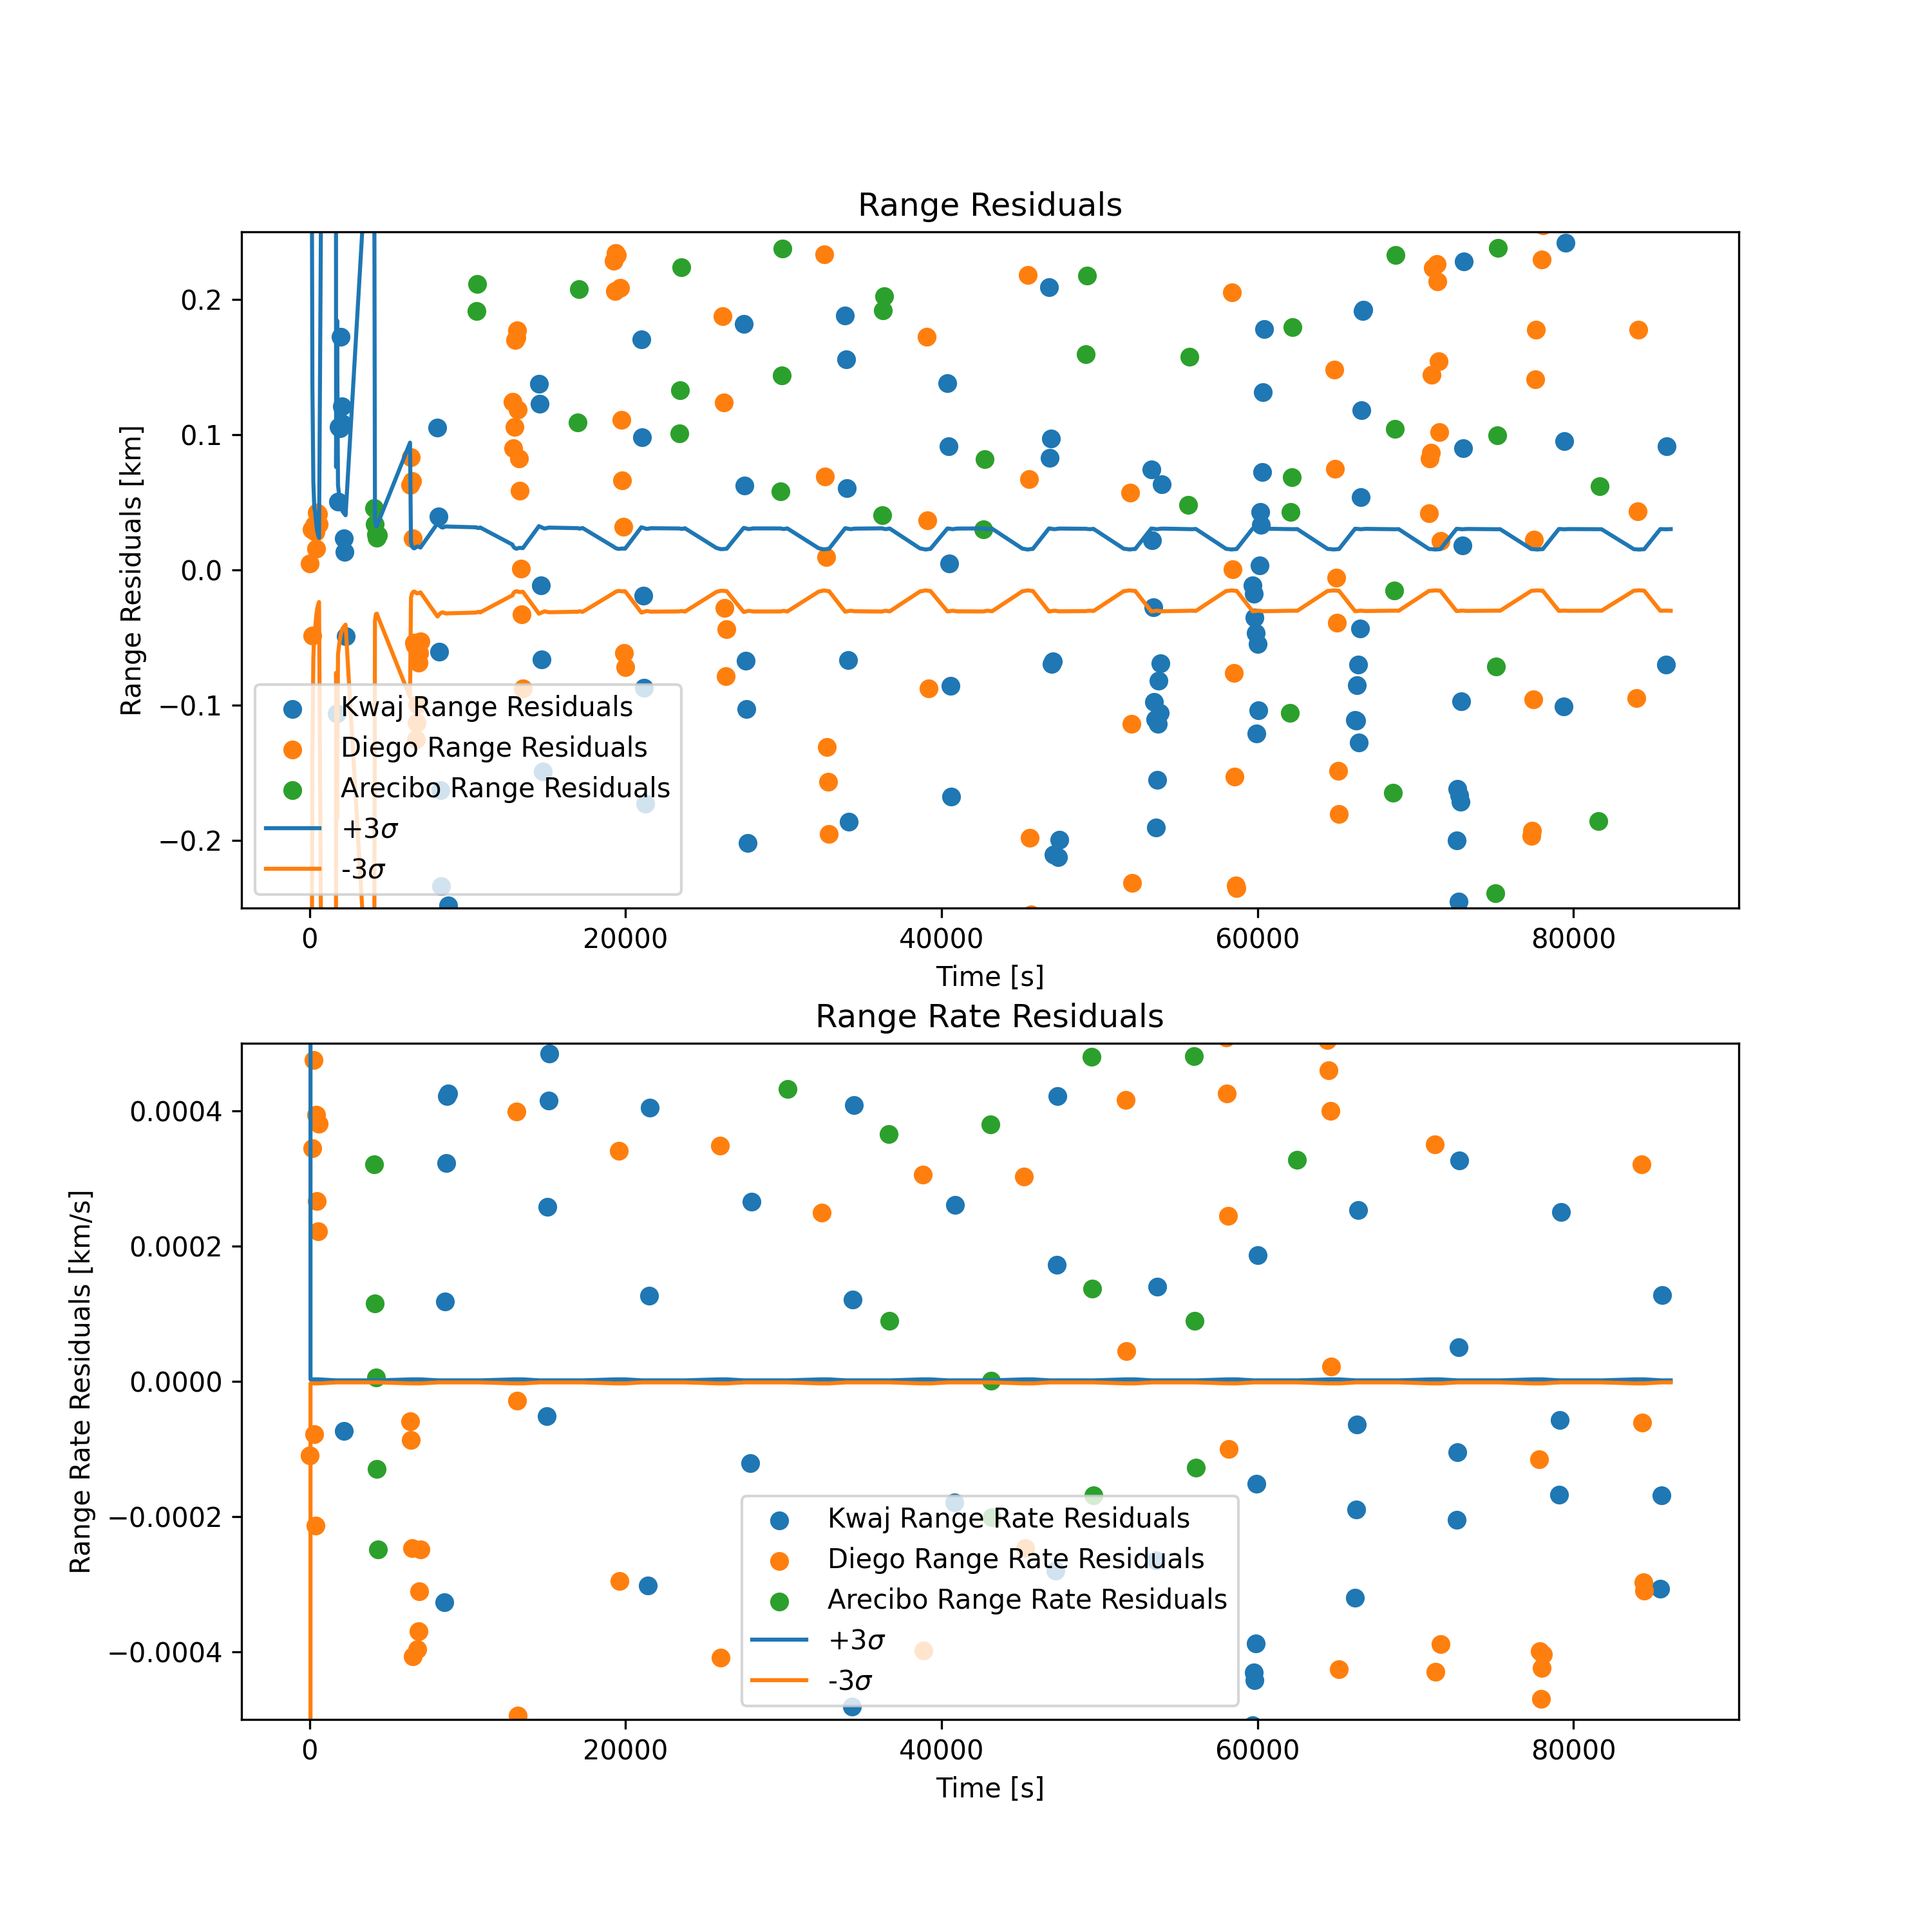 Range Residuals
Range Residuals [km]
0.2
0.1
0.0
−0.1
−0.2
Kwaj Range Residuals
Diego Range Residuals
Arecibo Range Residuals
+3σ
-3σ
0 20000 40000 60000 80000
Time [s]
Range Rate Residuals
Range Rate Residuals [km/s]
0.0004
0.0002
0.0000
−0.0002
−0.0004
Kwaj Range Rate Residuals
Diego Range Rate Residuals
Arecibo Range Rate Residuals
+3σ
-3σ
0 20000 40000 60000 80000
Time [s]